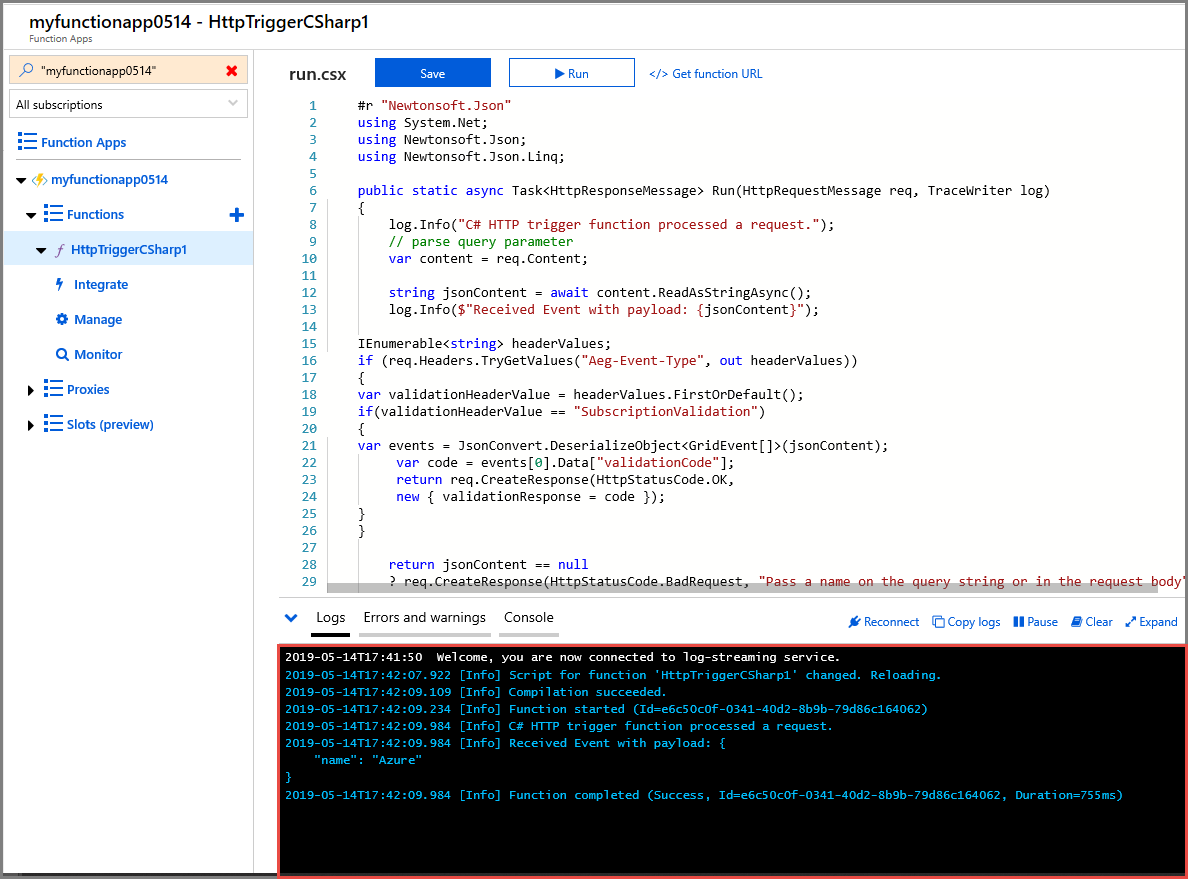 myfunctionapp0514 - HttpTriggerCSharp1
Function Apps
"myfunctionapp0514"
All subscriptions
Function Apps
myfunctionapp0514
Functions
HttpTriggerCSharp1
Integrate
Manage
Monitor
Proxies
Slots (preview)
run.csx Save Run </> Get function URL
1 #r "Newtonsoft.Json"
2 using System.Net;
3 using Newtonsoft.Json;
4 using Newtonsoft.Json.Linq;
5
6 public static async Task<HttpResponseMessage> Run(HttpRequestMessage req, TraceWriter log)
7 {
8 log.Info("C# HTTP trigger function processed a request.");
9 // parse query parameter
10 var content = req.Content;
11
12 string jsonContent = await content.ReadAsStringAsync();
13 log.Info($"Received Event with payload: {jsonContent}");
14
15 IEnumerable<string> headerValues;
16 if (req.Headers.TryGetValues("Aeg-Event-Type", out headerValues))
17 {
18 var validationHeaderValue = headerValues.FirstOrDefault();
19 if(validationHeaderValue == "SubscriptionValidation")
20 {
21 var events = JsonConvert.DeserializeObject<GridEvent[]>(jsonContent);
22 var code = events[0].Data["validationCode"];
23 return req.CreateResponse(HttpStatusCode.OK,
24 new { validationResponse = code });
25 }
26 }
27
28 return jsonContent == null
29 ? req.CreateResponse(HttpStatusCode.BadRequest, "Pass a name on the query string or in the request body"
Logs Errors and warnings Console Reconnect Copy logs Pause Clear Expand
2019-05-14T17:41:50 Welcome, you are now connected to log-streaming service.
2019-05-14T17:42:07.922 [Info] Script for function 'HttpTriggerCSharp1' changed. Reloading.
2019-05-14T17:42:09.109 [Info] Compilation succeeded.
2019-05-14T17:42:09.234 [Info] Function started (Id=e6c50c0f-0341-40d2-8b9b-79d86c164062)
2019-05-14T17:42:09.984 [Info] C# HTTP trigger function processed a request.
2019-05-14T17:42:09.984 [Info] Received Event with payload: {
"name": "Azure"
}
2019-05-14T17:42:09.984 [Info] Function completed (Success, Id=e6c50c0f-0341-40d2-8b9b-79d86c164062, Duration=755ms)